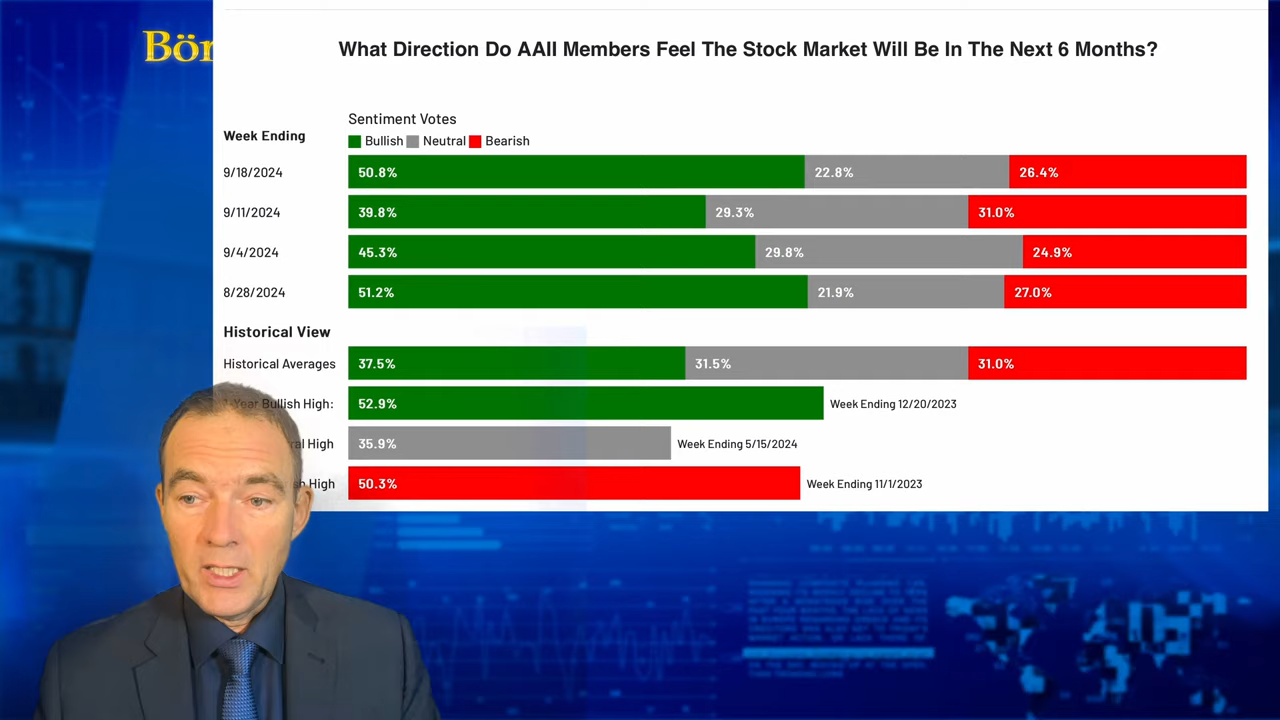 Bör
What Direction Do AAII Members Feel The Stock Market Will Be In The Next 6 Months?
Sentiment Votes
Week Ending
Bullish Neutral Bearish
9/18/2024 50.8% 22.8% 26.4%
9/11/2024 39.8% 29.3% 31.0%
9/4/2024 45.3% 29.8% 24.9%
8/28/2024 51.2% 21.9% 27.0%
Historical View
Historical Averages 37.5% 31.5% 31.0%
Year Bullish High: 52.9% Week Ending 12/20/2023
High 35.9% Week Ending 5/15/2024
High 50.3% Week Ending 11/1/2023